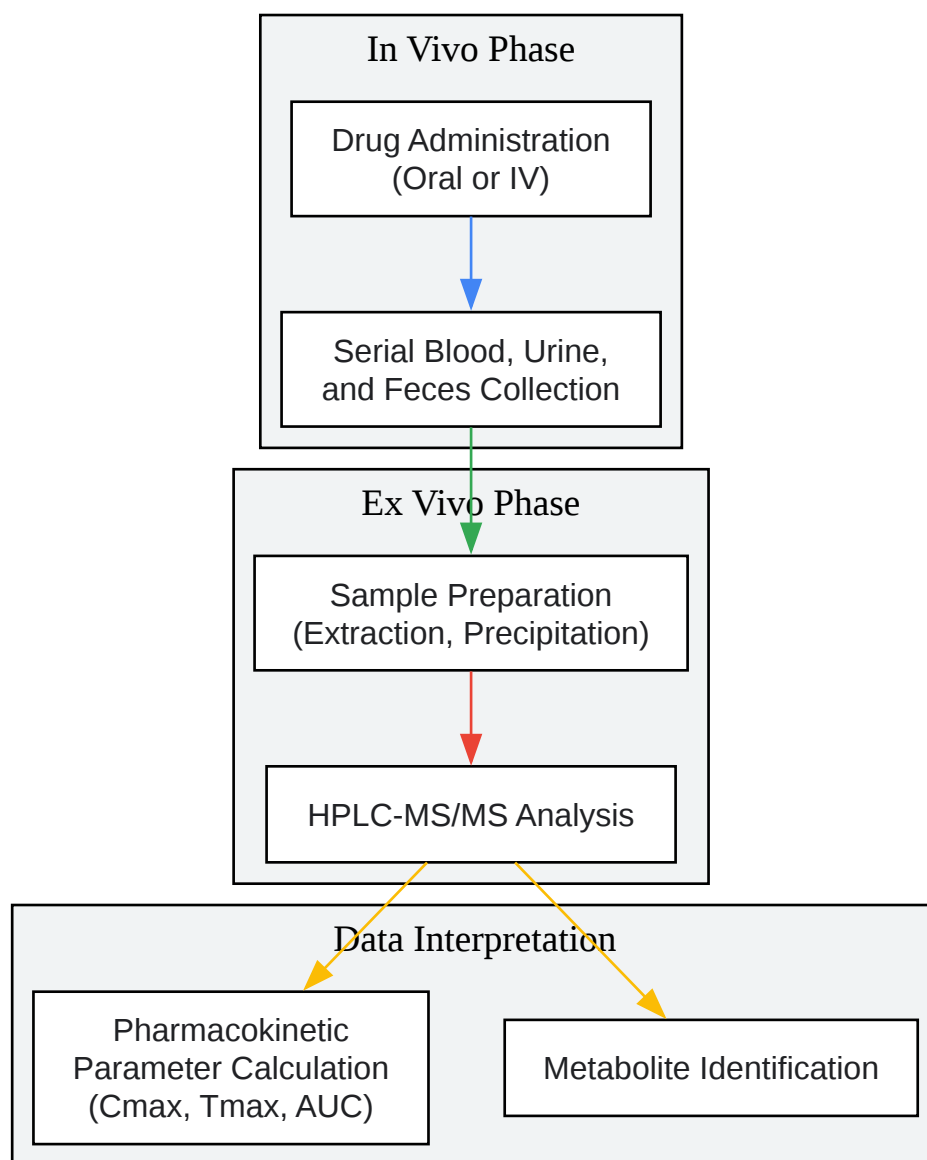 In Vivo Phase
Drug Administration
(Oral or IV)
Serial Blood, Urine,
and Feces Collection
Ex Vivo Phase
Sample Preparation
(Extraction, Precipitation)
HPLC-MS/MS Analysis
Data Interpretation
Pharmacokinetic
Parameter Calculation
(Cmax, Tmax, AUC)
Metabolite Identification